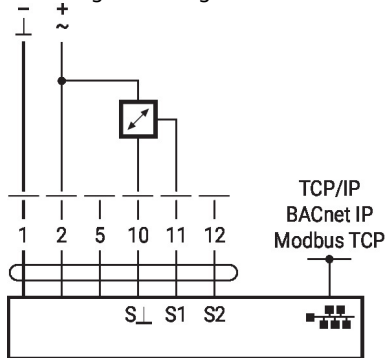 − +
⊥ ~
TCP/IP
BACnet IP
Modbus TCP
1 2 5 10 11 12
S⊥ S1 S2